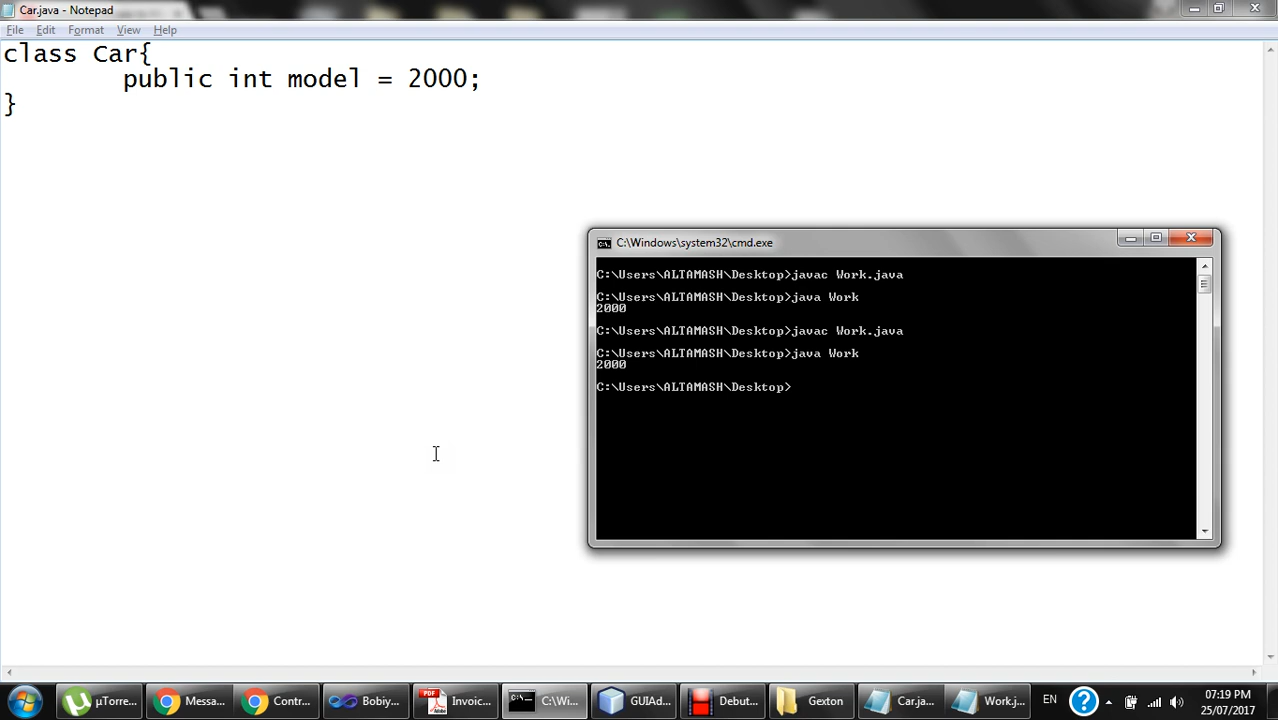 Car.java - Notepad
File Edit Format View Help
class Car{
public int model = 2000;
}
C:\Windows\system32\cmd.exe
C:\Users\ALTAMASH\Desktop>javac Work.java
C:\Users\ALTAMASH\Desktop>java Work
2000
C:\Users\ALTAMASH\Desktop>javac Work.java
C:\Users\ALTAMASH\Desktop>java Work
2000
C:\Users\ALTAMASH\Desktop>
µTorre... Messa... Contr... Bobiy... Invoic... C:\Wi... GUIAd... Debut... Gexton Car.ja... Work.j... EN 07:19 PM
25/07/2017